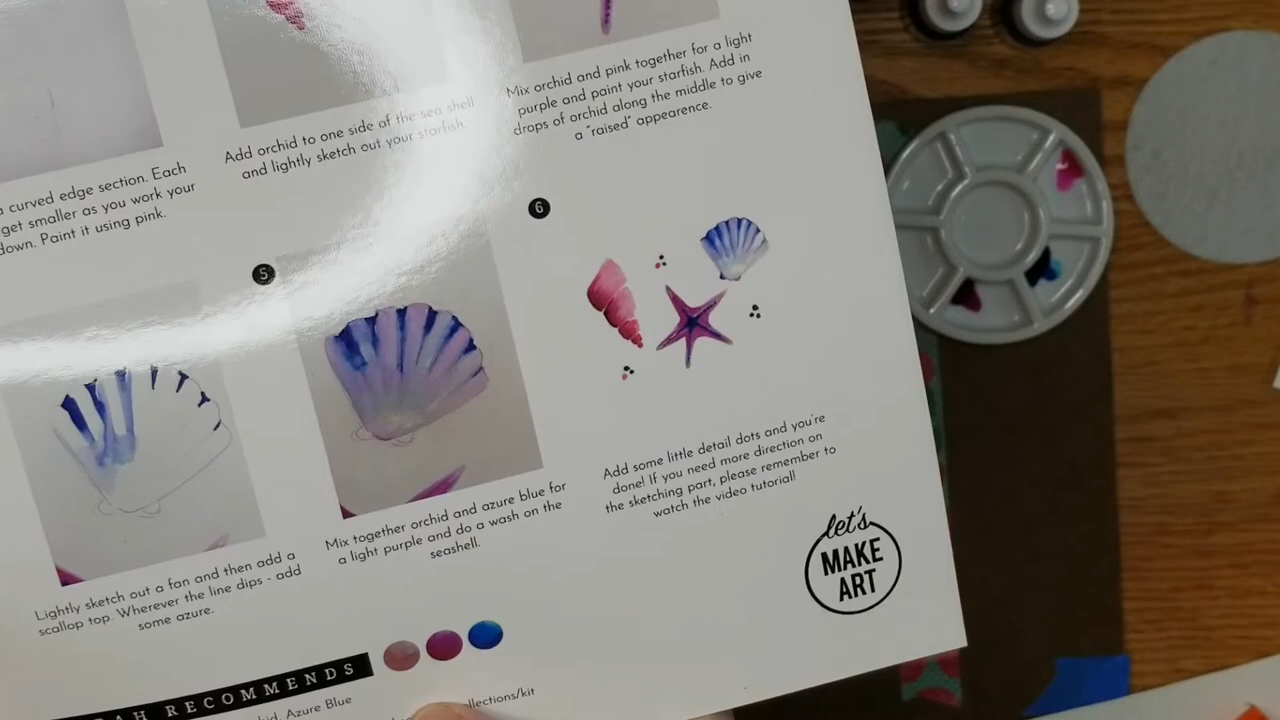 a curved edge section. Each
get smaller as you work your
down. Paint it using pink.
Add orchid to one side of the sea shell
and lightly sketch out your starfish.
Mix orchid and pink together for a light
purple and paint your starfish. Add in
drops of orchid along the middle to give
a "raised" appearence.
5
6
Lightly sketch out a fan and then add a
scallop top. Wherever the line dips - add
some azure.
Mix together orchid and azure blue for
a light purple and do a wash on the
seashell.
Add some little detail dots and you're
done! If you need more direction on
the sketching part, please remember to
watch the video tutorial!
let's
MAKE
ART
RECOMMENDS
Azure Blue